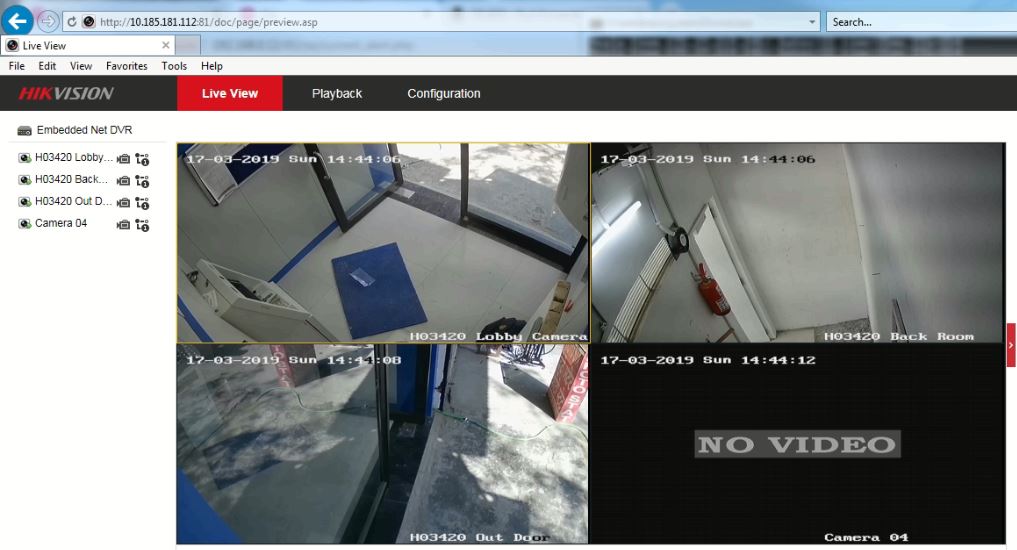 http://10.185.181.112:81/doc/page/preview.asp
Search...
Live View
File Edit View Favorites Tools Help
HIKVISION
Live View Playback Configuration
Embedded Net DVR
H03420 Lobby...
H03420 Back...
H03420 Out D...
Camera 04
17-03-2019 Sun 14:44:06
H03420 Lobby Camera
17-03-2019 Sun 14:44:06
H03420 Back Room
17-03-2019 Sun 14:44:08
H03420 Out Door
17-03-2019 Sun 14:44:12
NO VIDEO
Camera 04